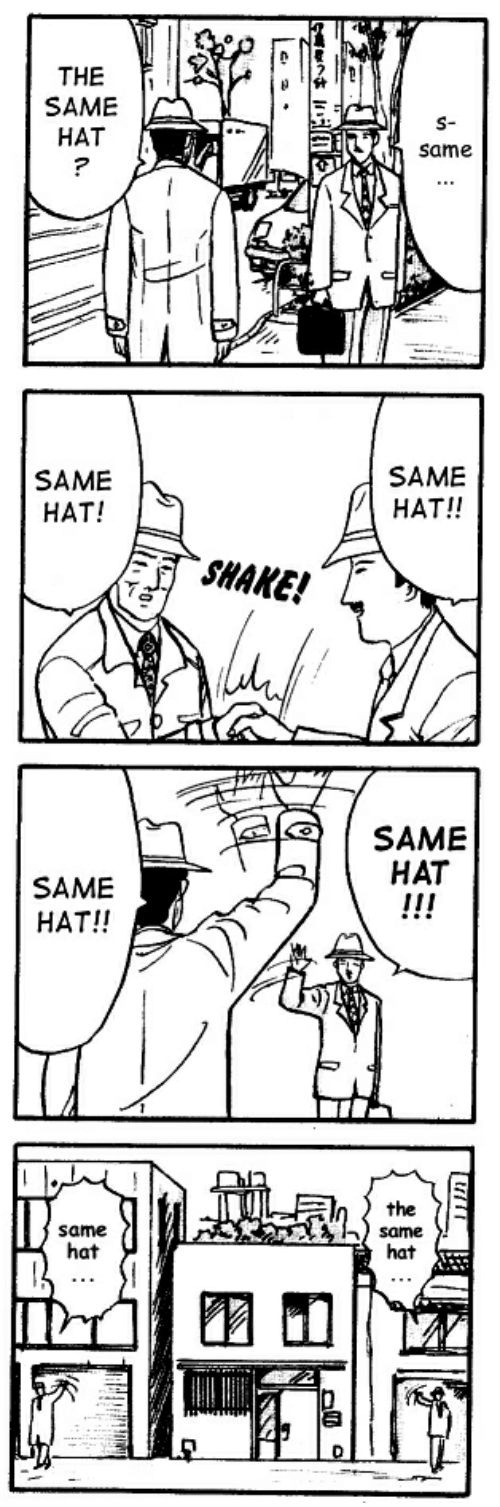 THE
SAME
HAT
?
s-
same
...
SAME
HAT!
SHAKE!
SAME
HAT!!
SAME
HAT!!
SAME
HAT
!!!
same
hat
...
the
same
hat
...